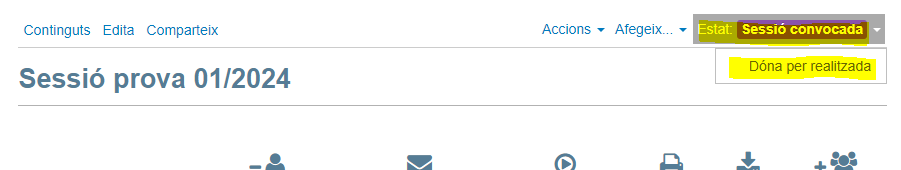 Continguts Edita Comparteix Accions Afegeix... Estat: Sessió convocada
Dóna per realitzada
Sessió prova 01/2024